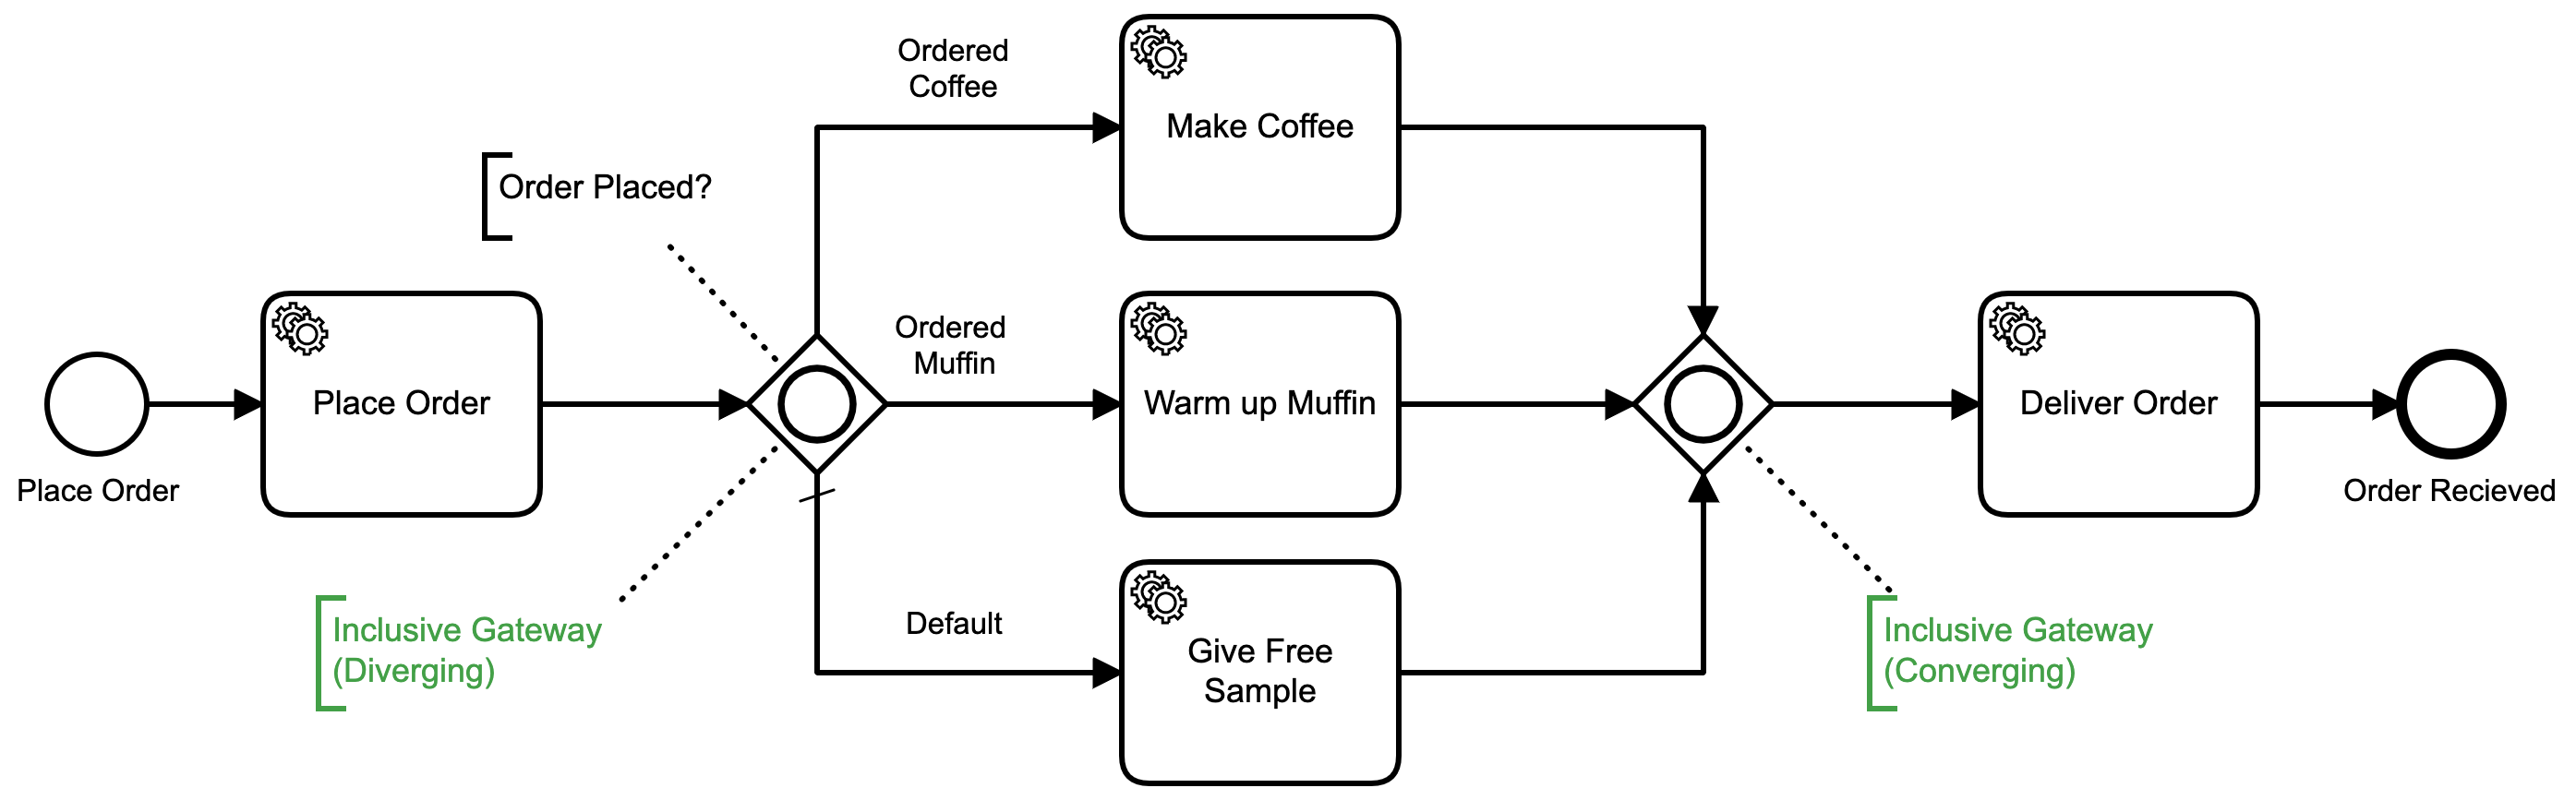 Ordered
Coffee
Make Coffee
Order Placed?
Ordered
Muffin
Place Order
Warm up Muffin
Deliver Order
Place Order
Order Recieved
Inclusive Gateway
(Diverging)
Default
Give Free
Sample
Inclusive Gateway
(Converging)